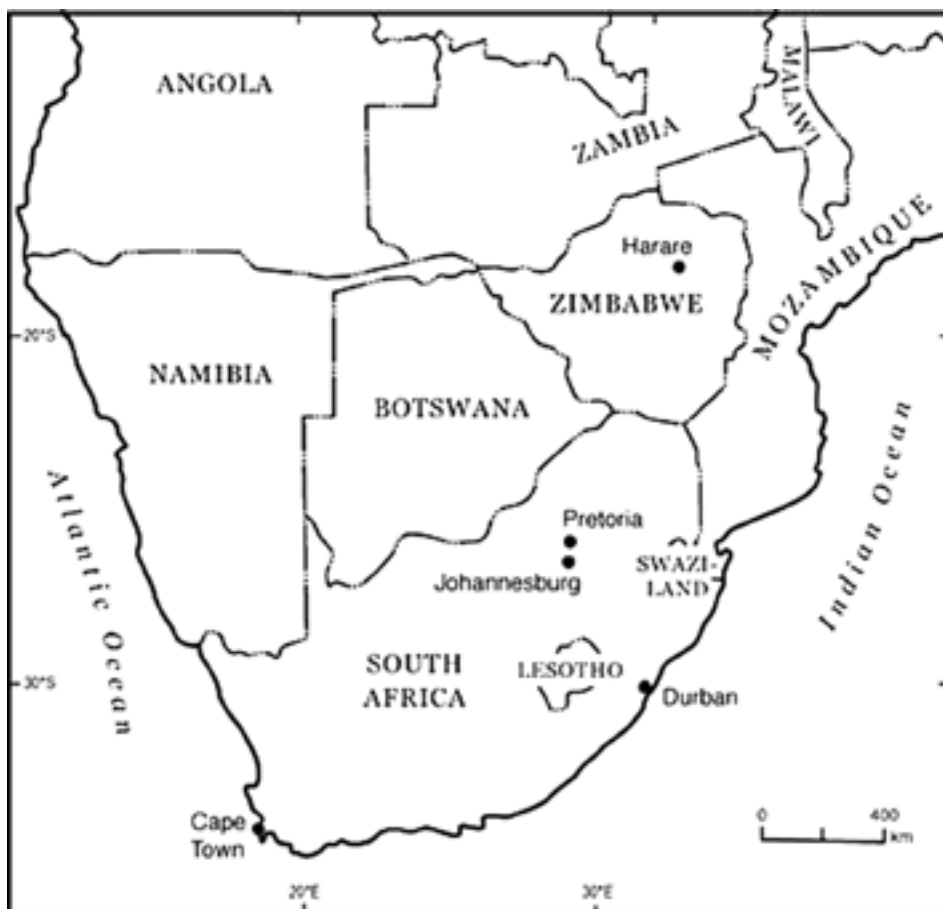 ANGOLA
MALAWI
ZAMBIA
MOZAMBIQUE
Harare
ZIMBABWE
20°S
NAMIBIA
BOTSWANA
Atlantic Ocean
Indian Ocean
Pretoria
Johannesburg
SWAZI-
LAND
SOUTH
AFRICA
LESOTHO
30°S
Durban
Cape
Town
0 400
km
20°E
30°E